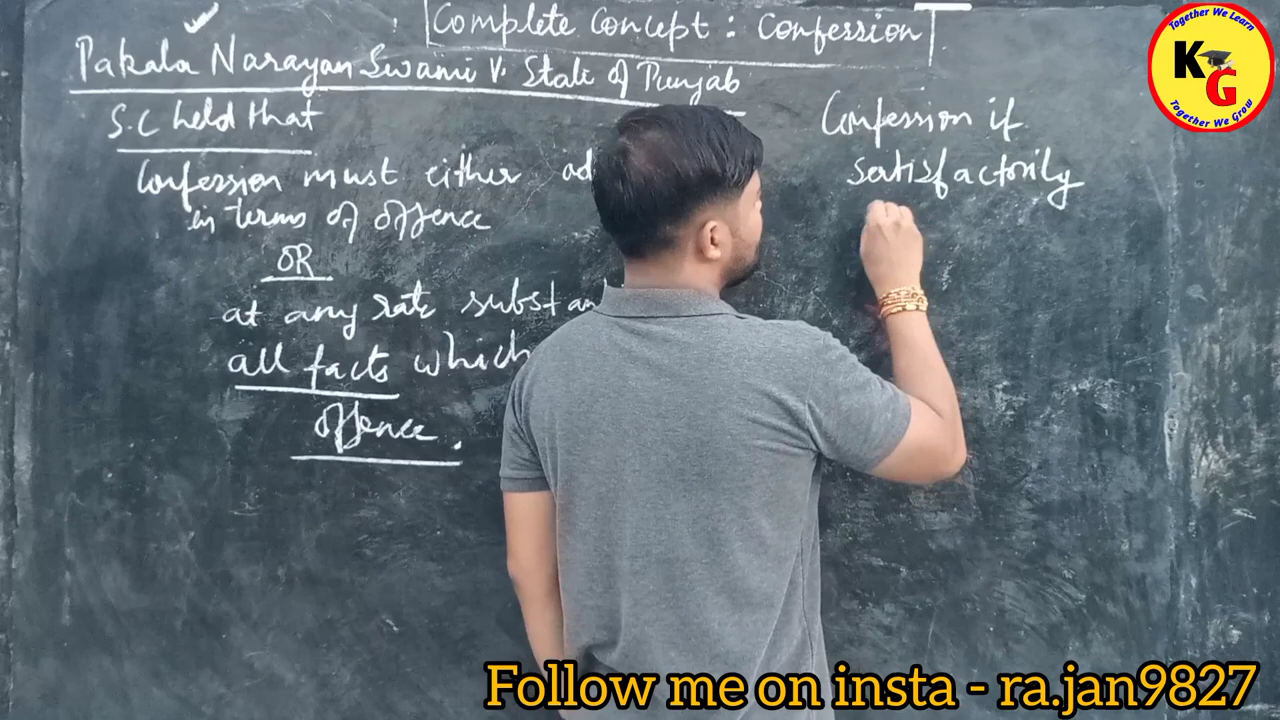 Complete Concept : Confession
Pakala Narayan Swami V. State of Punjab
S.C held that
Confession must either ad
in terms of offence
OR
at any rate substan
all facts which
offence.
Confession if
satisfactorily
Together We Learn
KG
Together We Grow
Follow me on insta - ra.jan9827